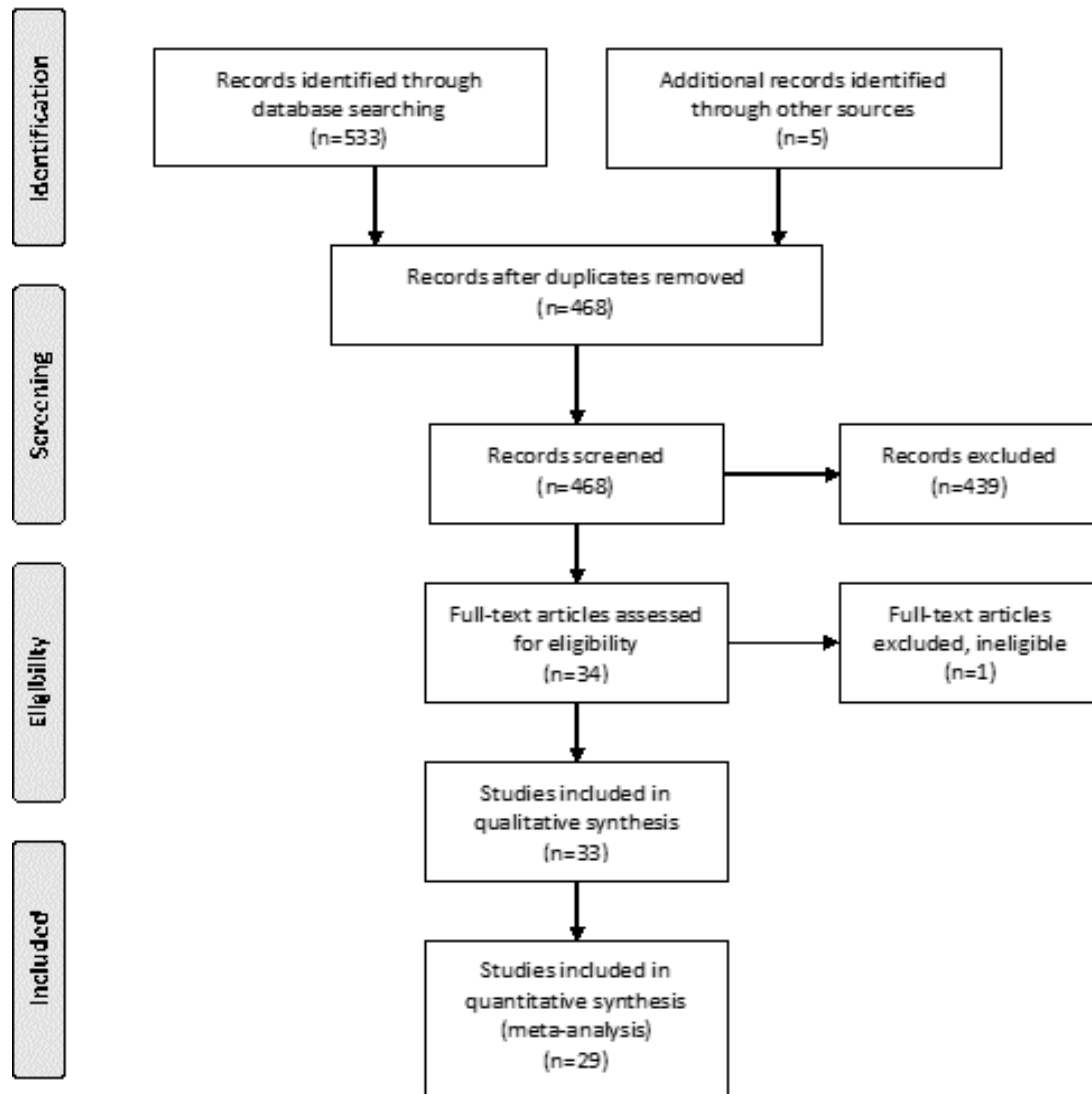 Identification
Records identified through
database searching
(n=533)
Additional records identified
through other sources
(n=5)
Records after duplicates removed
(n=468)
Screening
Records screened
(n=468)
Records excluded
(n=439)
Eligibility
Full-text articles assessed
for eligibility
(n=34)
Full-text articles
excluded, ineligible
(n=1)
Studies included in
qualitative synthesis
(n=33)
Included
Studies included in
quantitative synthesis
(meta-analysis)
(n=29)